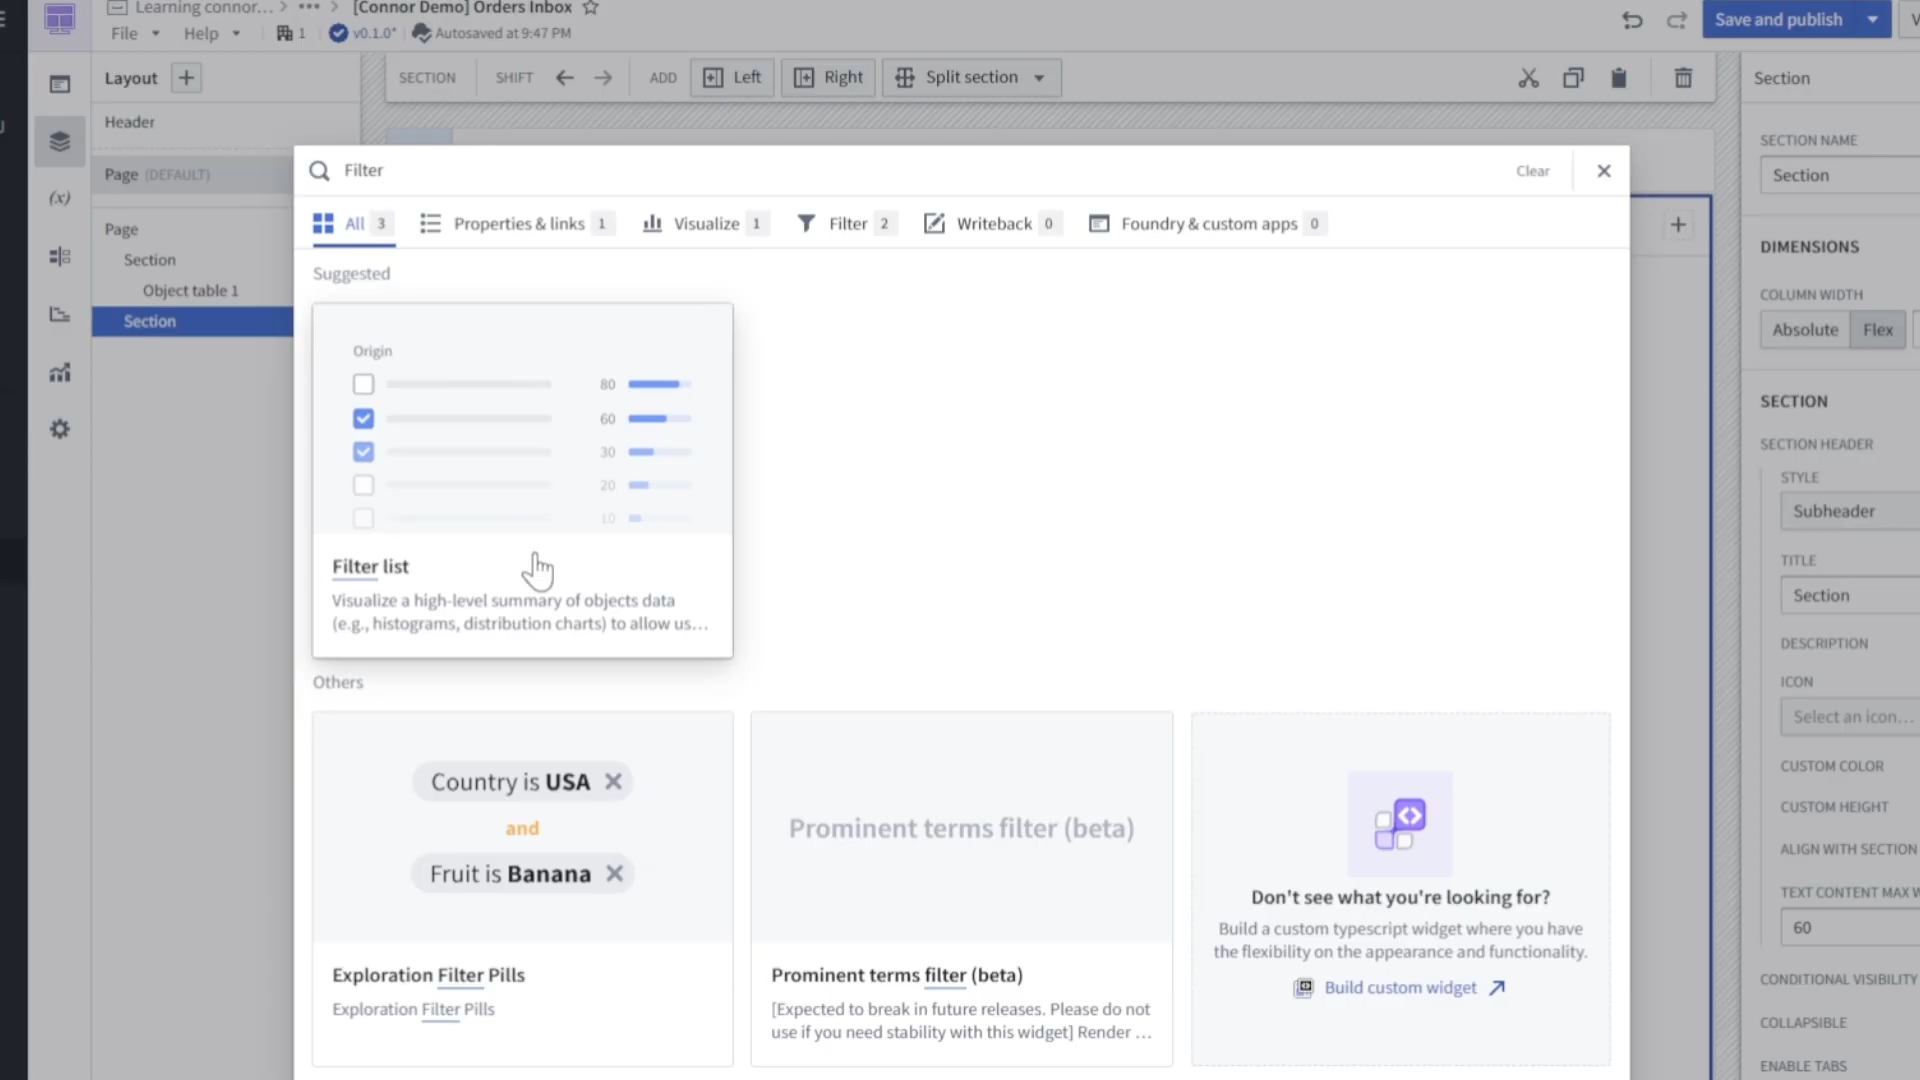 Learning connor... > ••• > [Connor Demo] Orders Inbox
File Help 1 v0.1.0* Autosaved at 9:47 PM
Save and publish
Layout
SECTION SHIFT ADD Left Right Split section
Section
Header
Page (DEFAULT)
Page
Section
Object table 1
Section
Filter
Clear
All 3 Properties & links 1 Visualize 1 Filter 2 Writeback 0 Foundry & custom apps 0
Suggested
Origin
80
60
30
20
10
Filter list
Visualize a high-level summary of objects data
(e.g., histograms, distribution charts) to allow us...
Others
Country is USA
and
Fruit is Banana
Exploration Filter Pills
Exploration Filter Pills
Prominent terms filter (beta)
Prominent terms filter (beta)
[Expected to break in future releases. Please do not
use if you need stability with this widget] Render ...
Don't see what you're looking for?
Build a custom typescript widget where you have
the flexibility on the appearance and functionality.
Build custom widget
SECTION NAME
Section
DIMENSIONS
COLUMN WIDTH
Absolute Flex
SECTION
SECTION HEADER
STYLE
Subheader
TITLE
Section
DESCRIPTION
ICON
Select an icon...
CUSTOM COLOR
CUSTOM HEIGHT
ALIGN WITH SECTION
TEXT CONTENT MAX
60
CONDITIONAL VISIBILITY
COLLAPSIBLE
ENABLE TABS